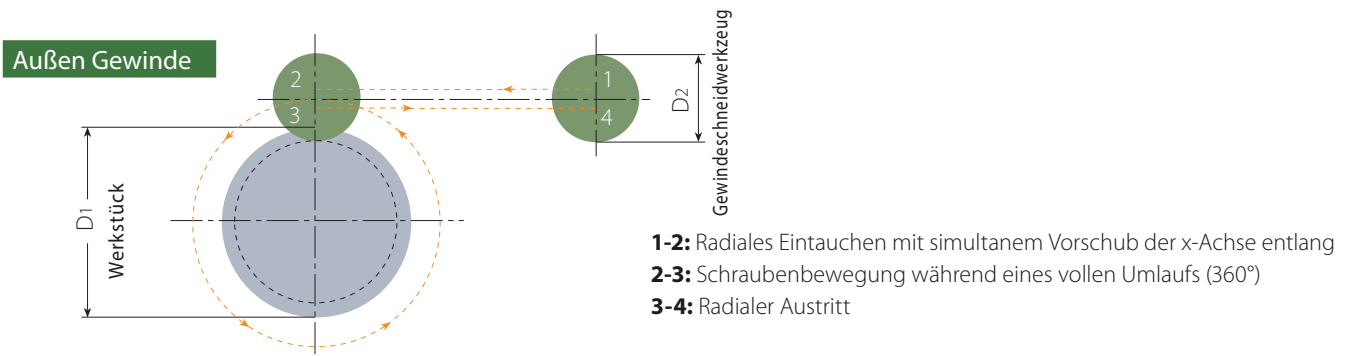 Außen Gewinde
2
3
1
4
D1
Werkstück
D2
Gewindeschneidwerkzeug
1-2: Radiales Eintauchen mit simultanem Vorschub der x-Achse entlang
2-3: Schraubenbewegung während eines vollen Umlaufs (360°)
3-4: Radialer Austritt